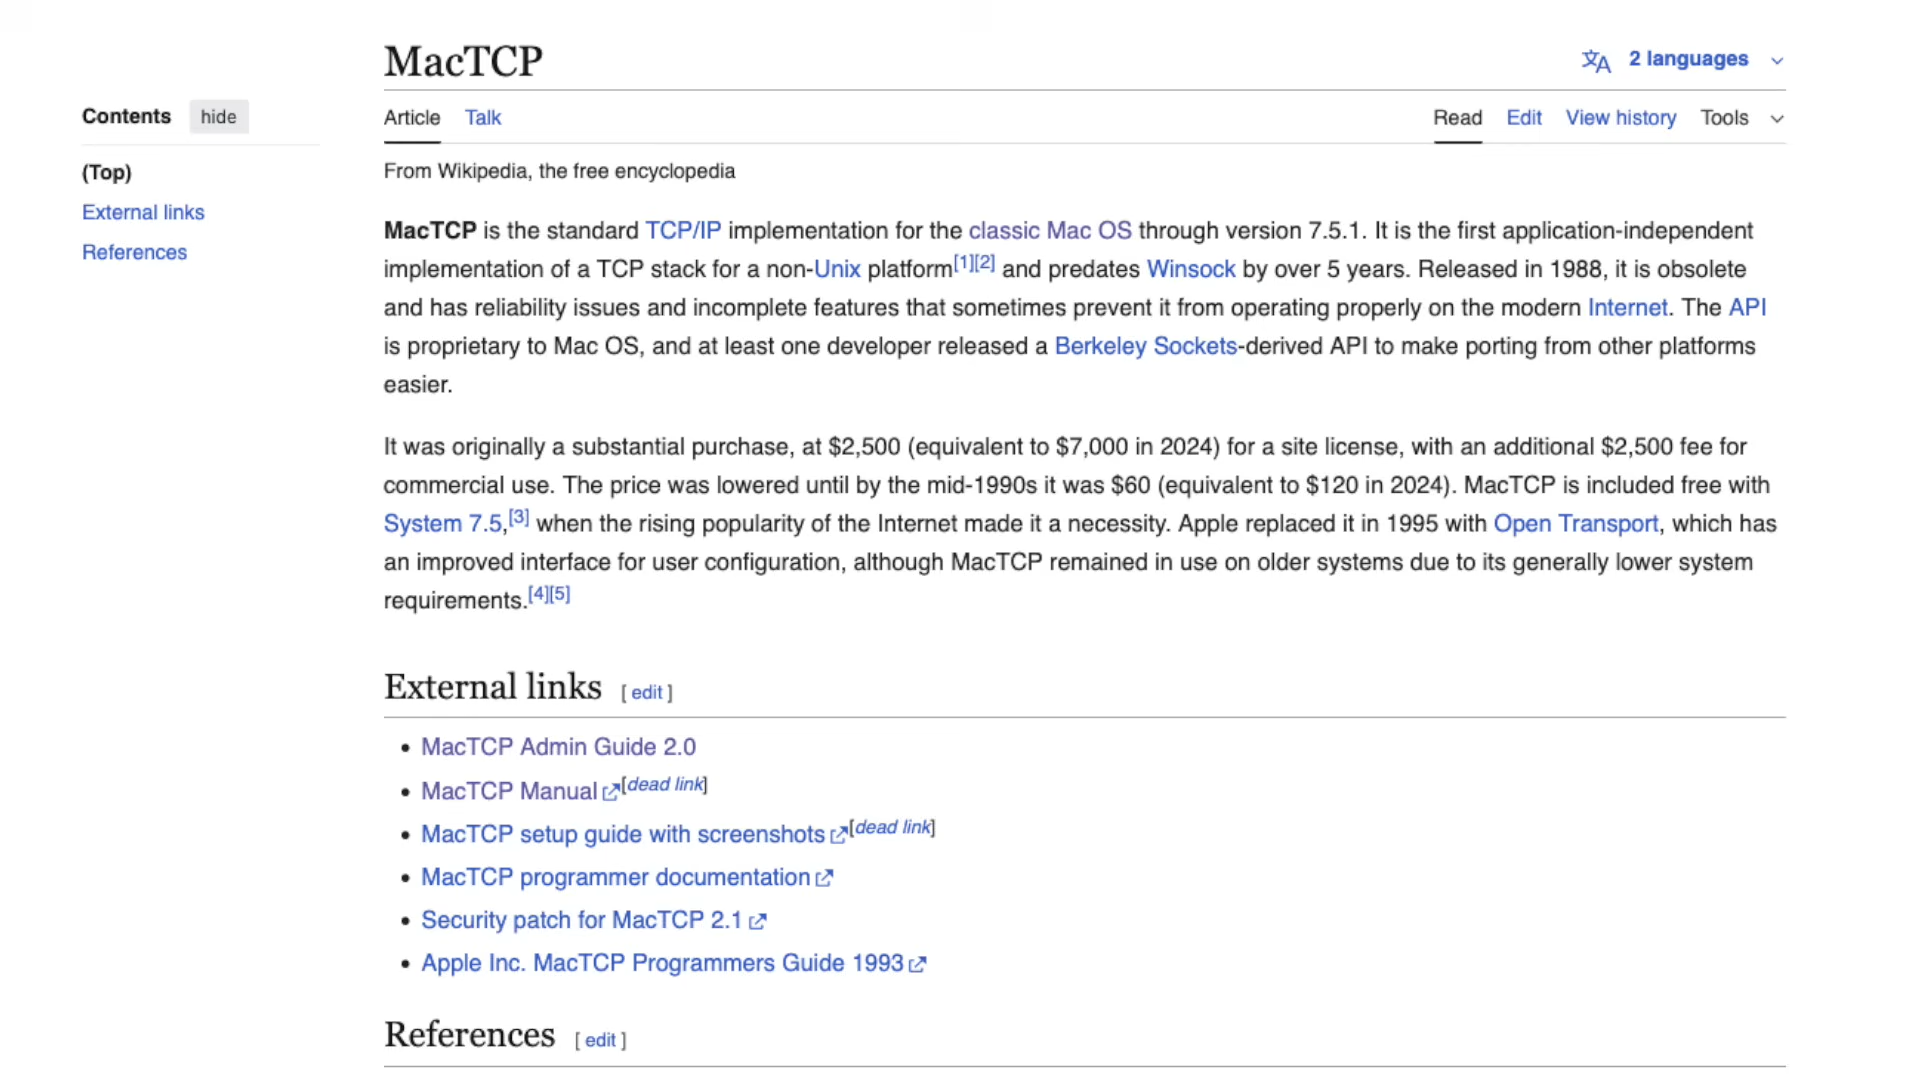 MacTCP
2 languages
Contents hide
Article Talk
Read Edit View history Tools
(Top)
External links
References
From Wikipedia, the free encyclopedia
MacTCP is the standard TCP/IP implementation for the classic Mac OS through version 7.5.1. It is the first application-independent
implementation of a TCP stack for a non-Unix platform[1][2] and predates Winsock by over 5 years. Released in 1988, it is obsolete
and has reliability issues and incomplete features that sometimes prevent it from operating properly on the modern Internet. The API
is proprietary to Mac OS, and at least one developer released a Berkeley Sockets-derived API to make porting from other platforms
easier.
It was originally a substantial purchase, at $2,500 (equivalent to $7,000 in 2024) for a site license, with an additional $2,500 fee for
commercial use. The price was lowered until by the mid-1990s it was $60 (equivalent to $120 in 2024). MacTCP is included free with
System 7.5,[3] when the rising popularity of the Internet made it a necessity. Apple replaced it in 1995 with Open Transport, which has
an improved interface for user configuration, although MacTCP remained in use on older systems due to its generally lower system
requirements.[4][5]
External links [ edit ]
• MacTCP Admin Guide 2.0
• MacTCP Manual [dead link]
• MacTCP setup guide with screenshots [dead link]
• MacTCP programmer documentation
• Security patch for MacTCP 2.1
• Apple Inc. MacTCP Programmers Guide 1993
References [ edit ]